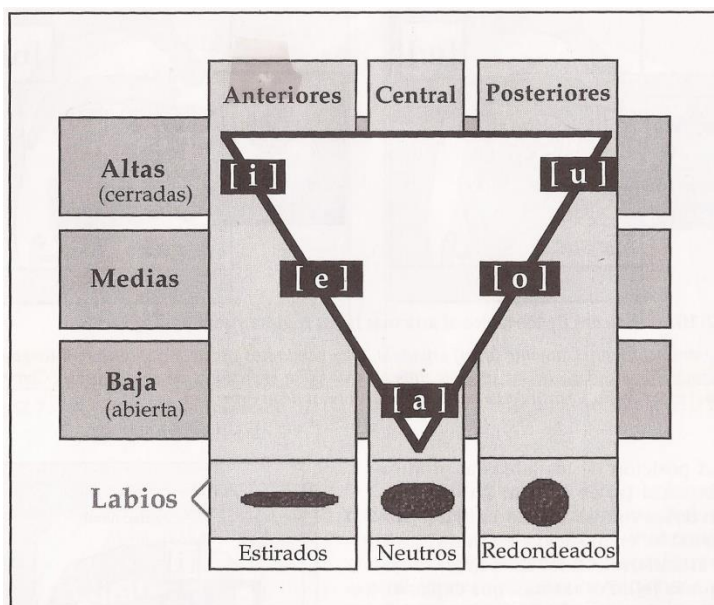 Anteriores Central Posteriores
Altas
(cerradas)
[ i ] [ u ]
Medias
[ e ] [ o ]
Baja
(abierta)
[ a ]
Labios
Estirados Neutros Redondeados